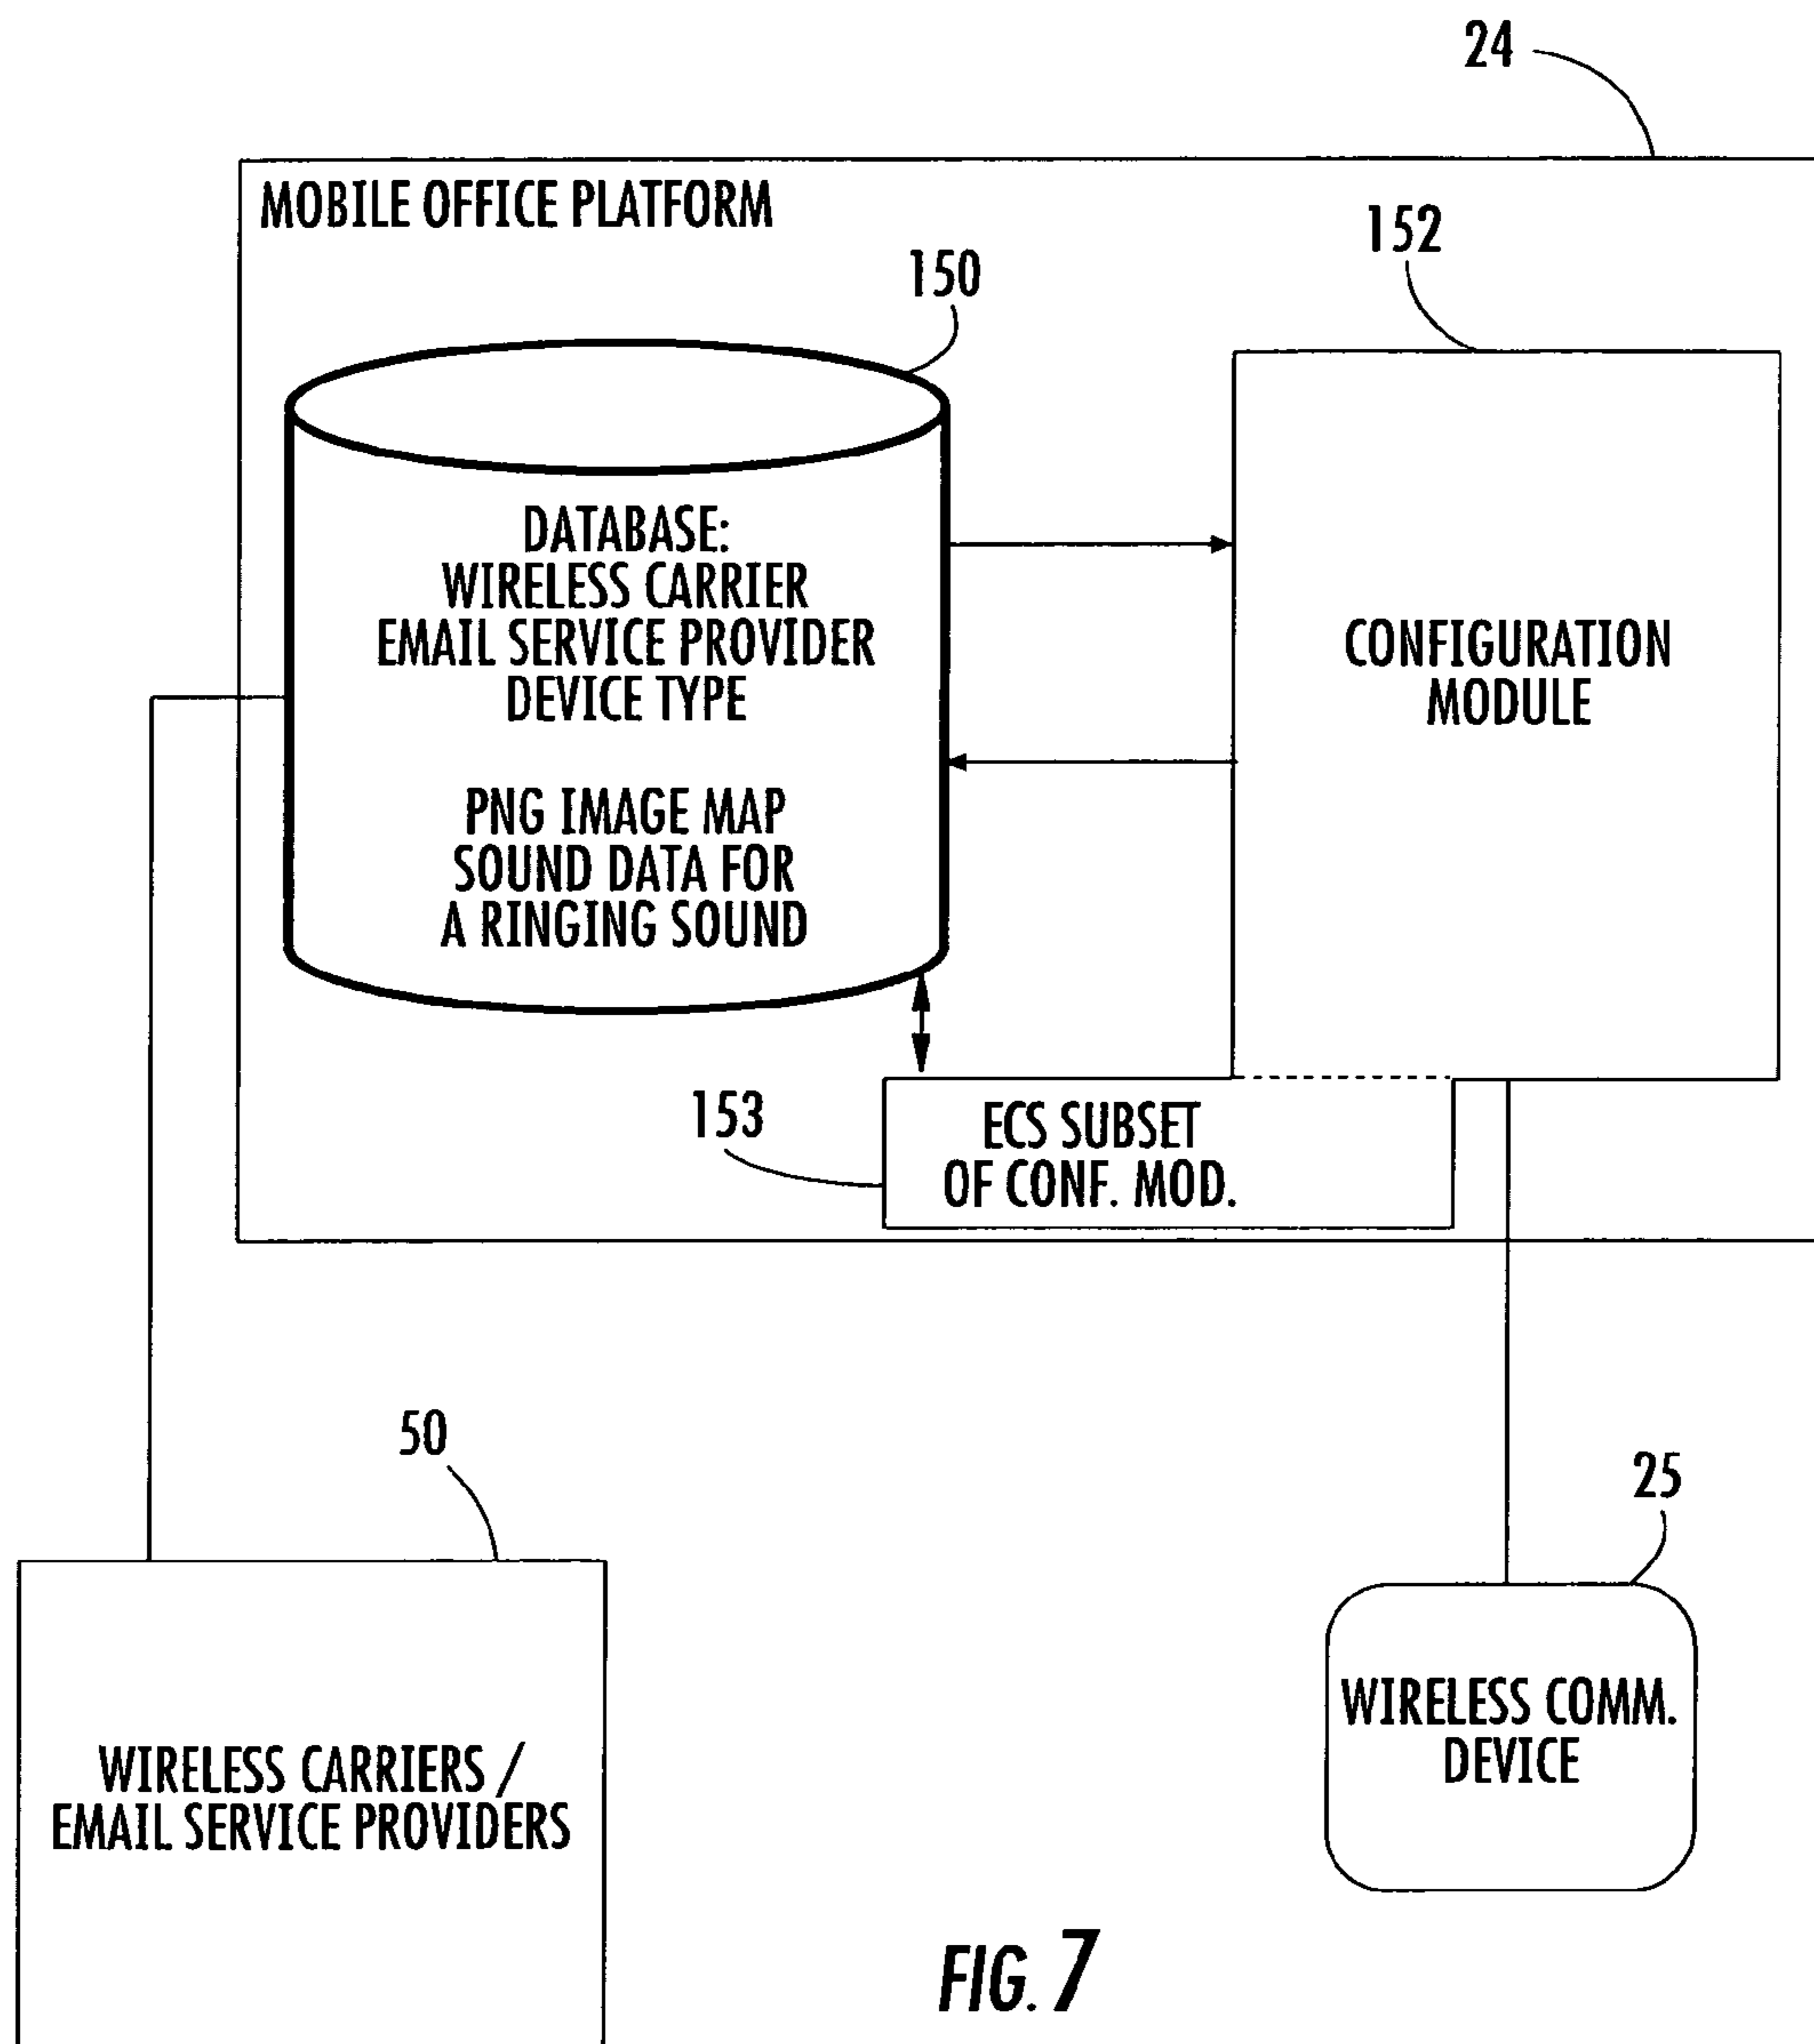 24
MOBILE OFFICE PLATFORM
152
150
DATABASE:
WIRELESS CARRIER
EMAIL SERVICE PROVIDER
DEVICE TYPE
PNG IMAGE MAP
SOUND DATA FOR
A RINGING SOUND
CONFIGURATION
MODULE
153
ECS SUBSET
OF CONF. MOD.
50
25
WIRELESS CARRIERS /
EMAIL SERVICE PROVIDERS
WIRELESS COMM.
DEVICE
FIG. 7